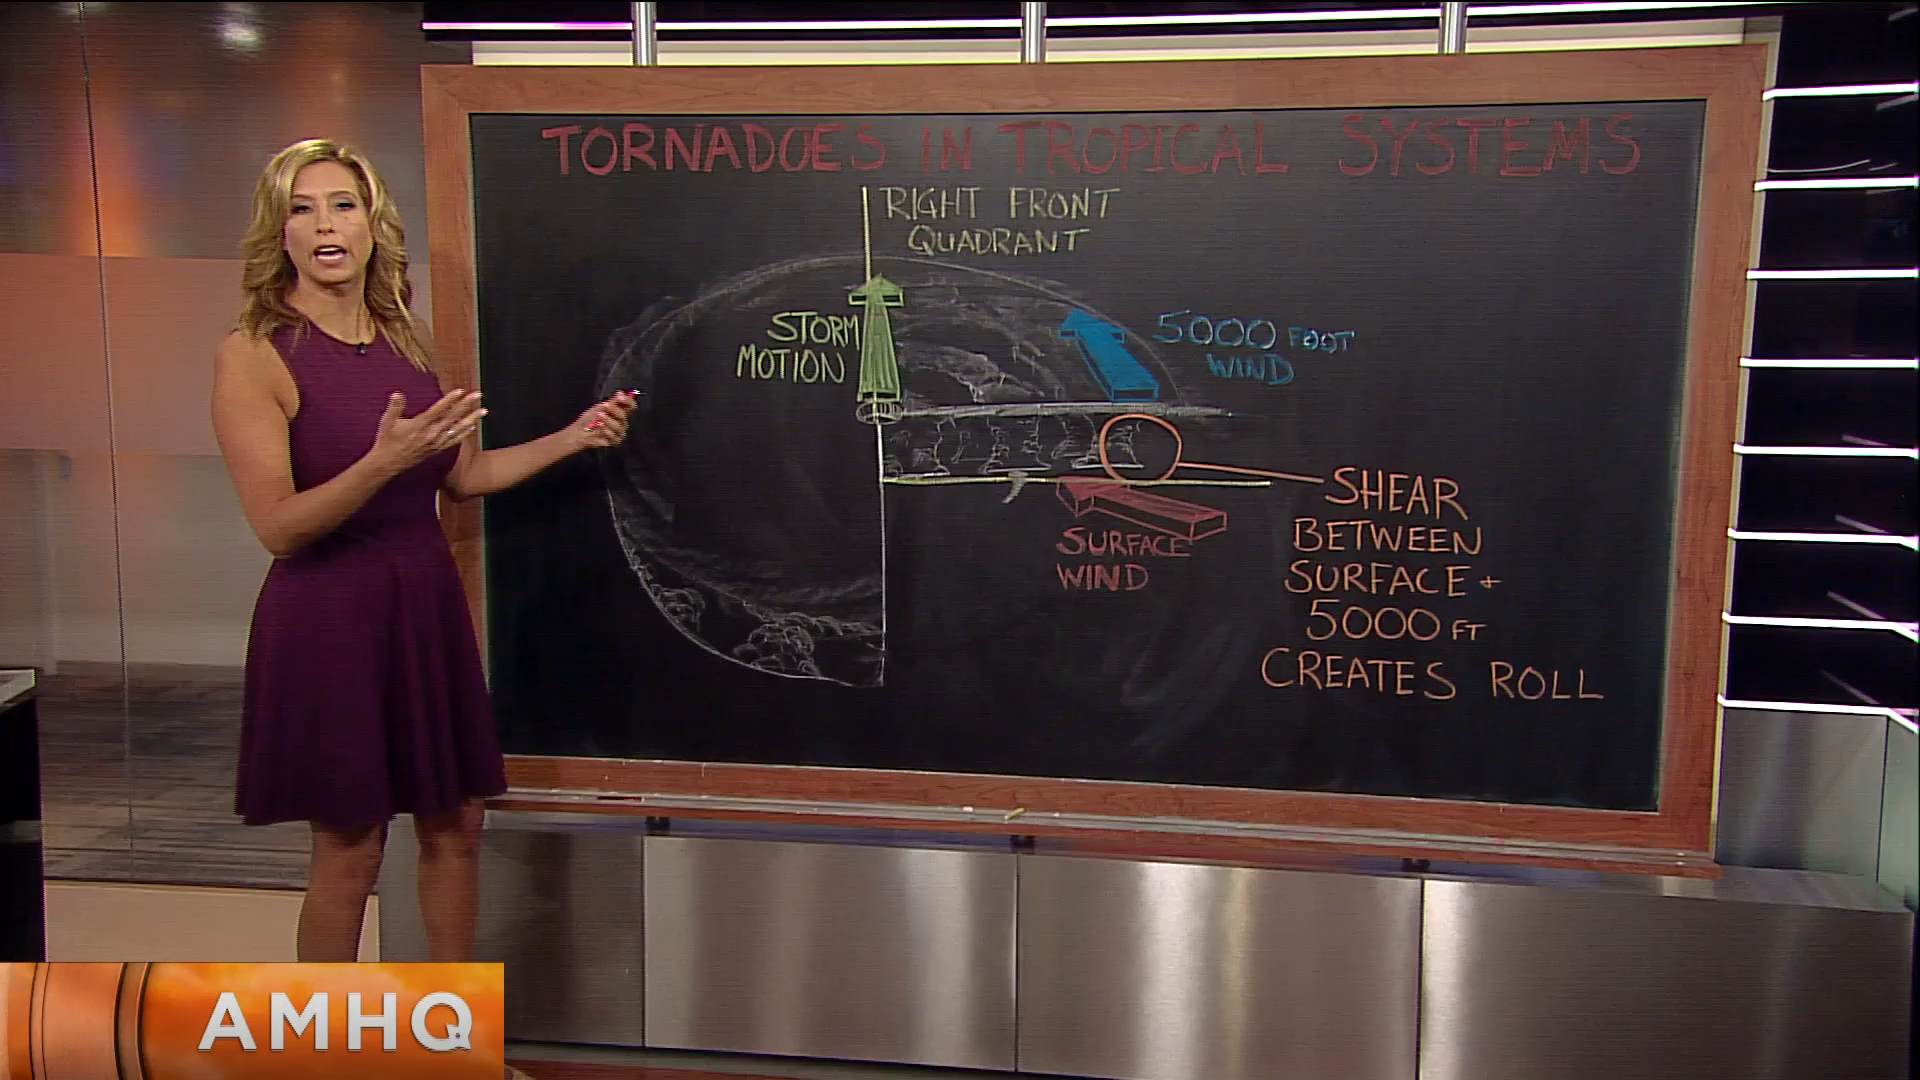 TORNADOES IN TROPICAL SYSTEMS
RIGHT FRONT
QUADRANT
STORM
MOTION
5000 FOOT
WIND
SURFACE
WIND
SHEAR
BETWEEN
SURFACE +
5000 FT
CREATES ROLL
AMHQ